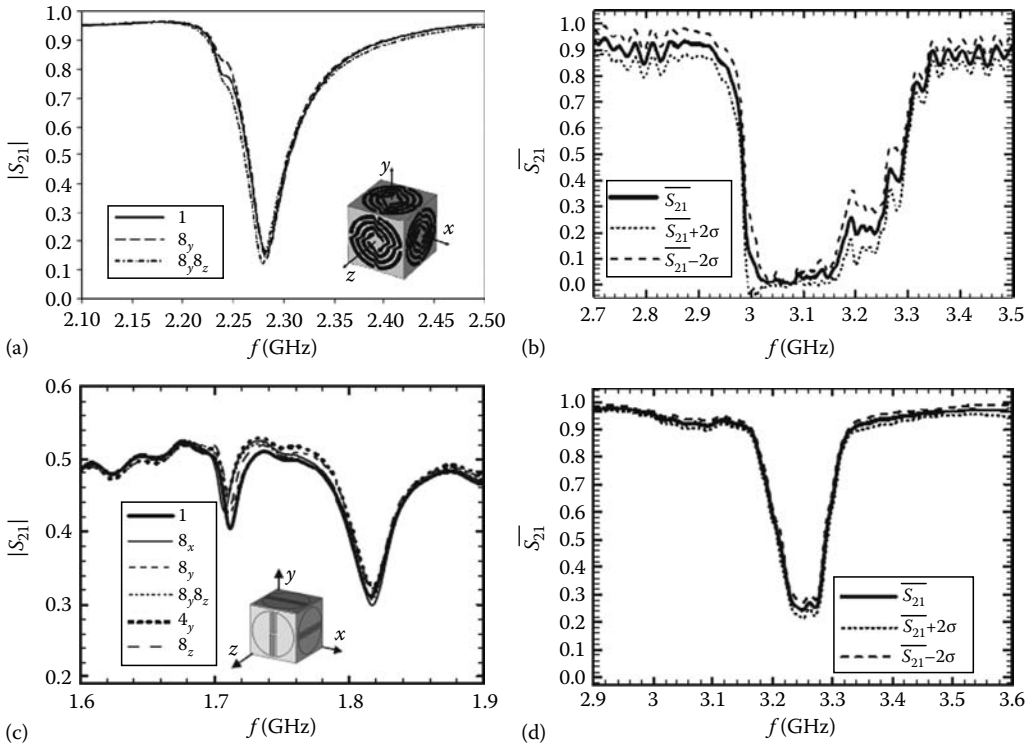 1.0
0.9
0.8
0.7
0.6
0.5
0.4
0.3
0.2
0.1
0.0
|S21|
1
8y
8y8z
y
x
z
2.10 2.15 2.20 2.25 2.30 2.35 2.40 2.45 2.50
(a)
f (GHz)
1.0
0.9
0.8
0.7
0.6
0.5
0.4
0.3
0.2
0.1
0.0
S21
S21
S21+2σ
S21−2σ
2.7 2.8 2.9 3 3.1 3.2 3.3 3.4 3.5
(b)
f (GHz)
0.6
0.5
0.4
0.3
0.2
|S21|
1
8x
8y
8y8z
4y
8z
y
z
x
1.6 1.7 1.8 1.9
(c)
f (GHz)
1.0
0.9
0.8
0.7
0.6
0.5
0.4
0.3
0.2
0.1
0.0
S21
S21
S21+2σ
S21−2σ
2.9 3 3.1 3.2 3.3 3.4 3.5 3.6
(d)
f (GHz)